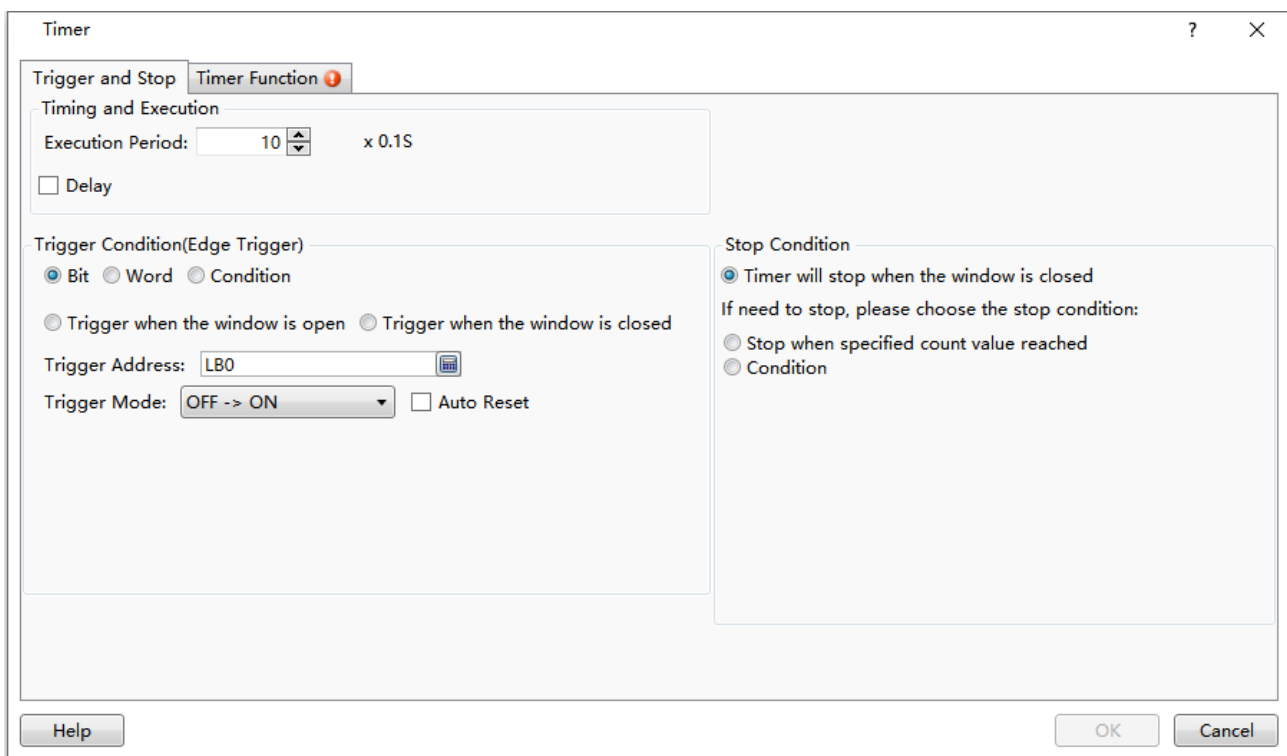 Timer
Trigger and Stop Timer Function
Timing and Execution
Execution Period: 10 x 0.1S
Delay
Trigger Condition(Edge Trigger)
Bit Word Condition
Trigger when the window is open Trigger when the window is closed
Trigger Address: LB0
Trigger Mode: OFF -> ON Auto Reset
Stop Condition
Timer will stop when the window is closed
If need to stop, please choose the stop condition:
Stop when specified count value reached
Condition
Help OK Cancel